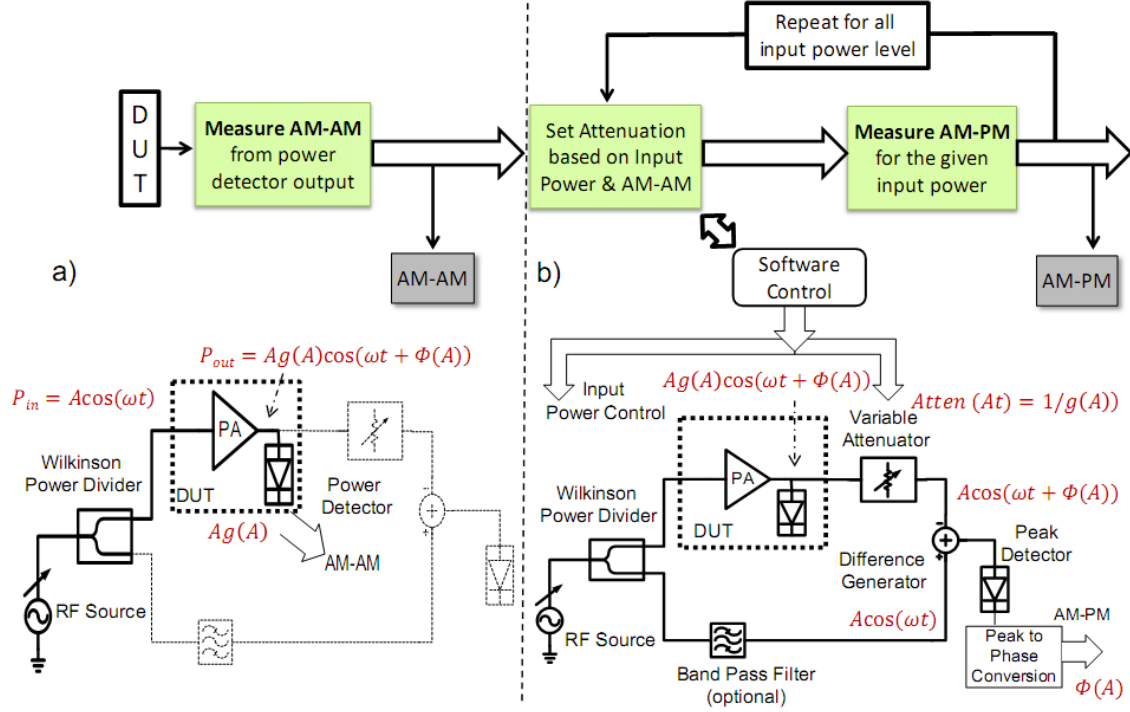 Repeat for all
input power level
D
U
T
Measure AM-AM
from power
detector output
Set Attenuation
based on Input
Power & AM-AM
Measure AM-PM
for the given
input power
a)
AM-AM
b)
Software
Control
AM-PM
P_out = Ag(A)cos(ωt + Φ(A))
P_in = Acos(ωt)
PA
Wilkinson
Power Divider
DUT
Power
Detector
Ag(A)
AM-AM
-
+
+
RF Source
Input
Power Control
Ag(A)cos(ωt + Φ(A))
Variable
Attenuator
Atten (At) = 1/g(A))
PA
Wilkinson
Power Divider
DUT
Acos(ωt + Φ(A))
-
+
+
Peak
Detector
Difference
Generator
Acos(ωt)
RF Source
Band Pass Filter
(optional)
AM-PM
Peak to
Phase
Conversion
Φ(A)